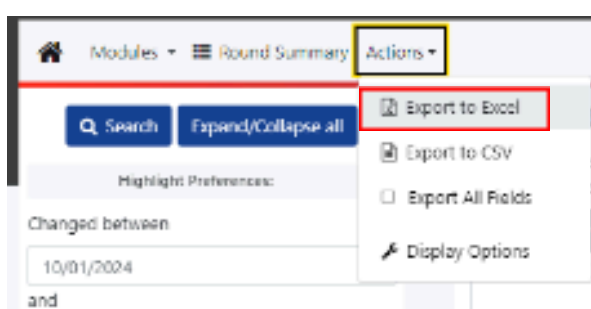 Modules Round Summary Actions
Search Expand/Collapse all
Export to Excel
Export to CSV
Export All Fields
Display Options
Highlight Preferences:
Changed between
10/01/2024
and